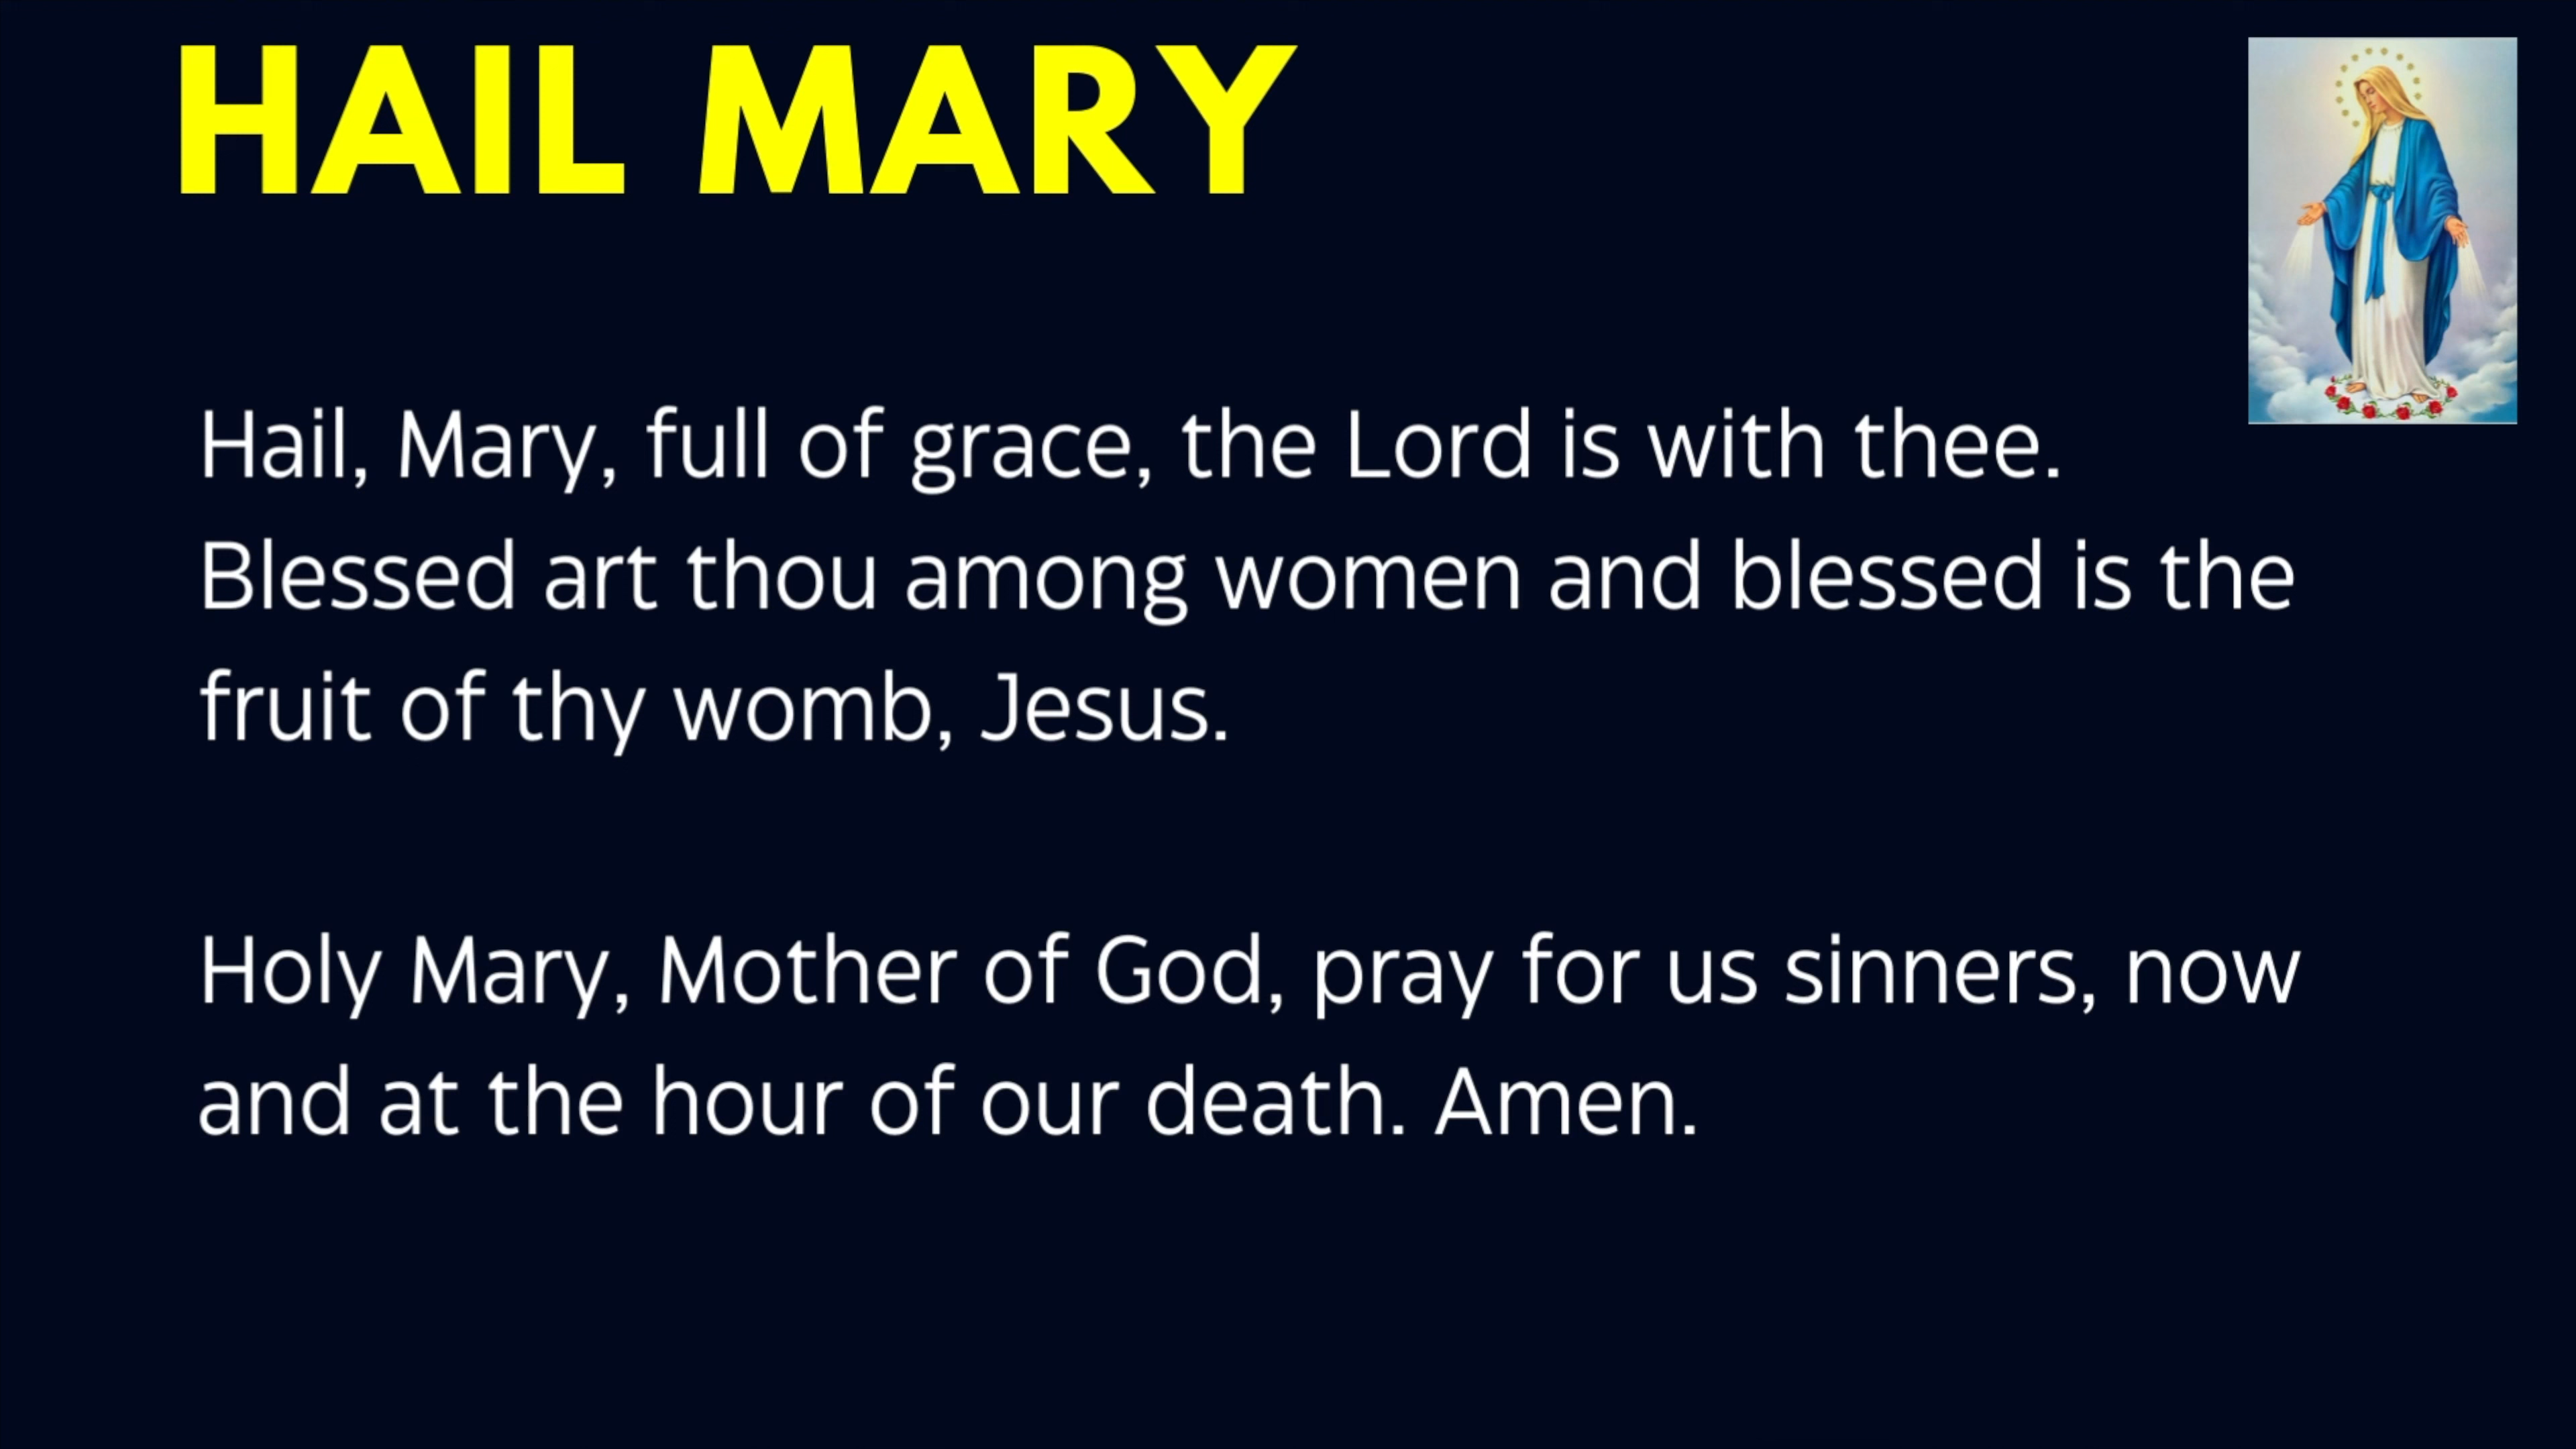 HAIL MARY
Hail, Mary, full of grace, the Lord is with thee.
Blessed art thou among women and blessed is the
fruit of thy womb, Jesus.
Holy Mary, Mother of God, pray for us sinners, now
and at the hour of our death. Amen.